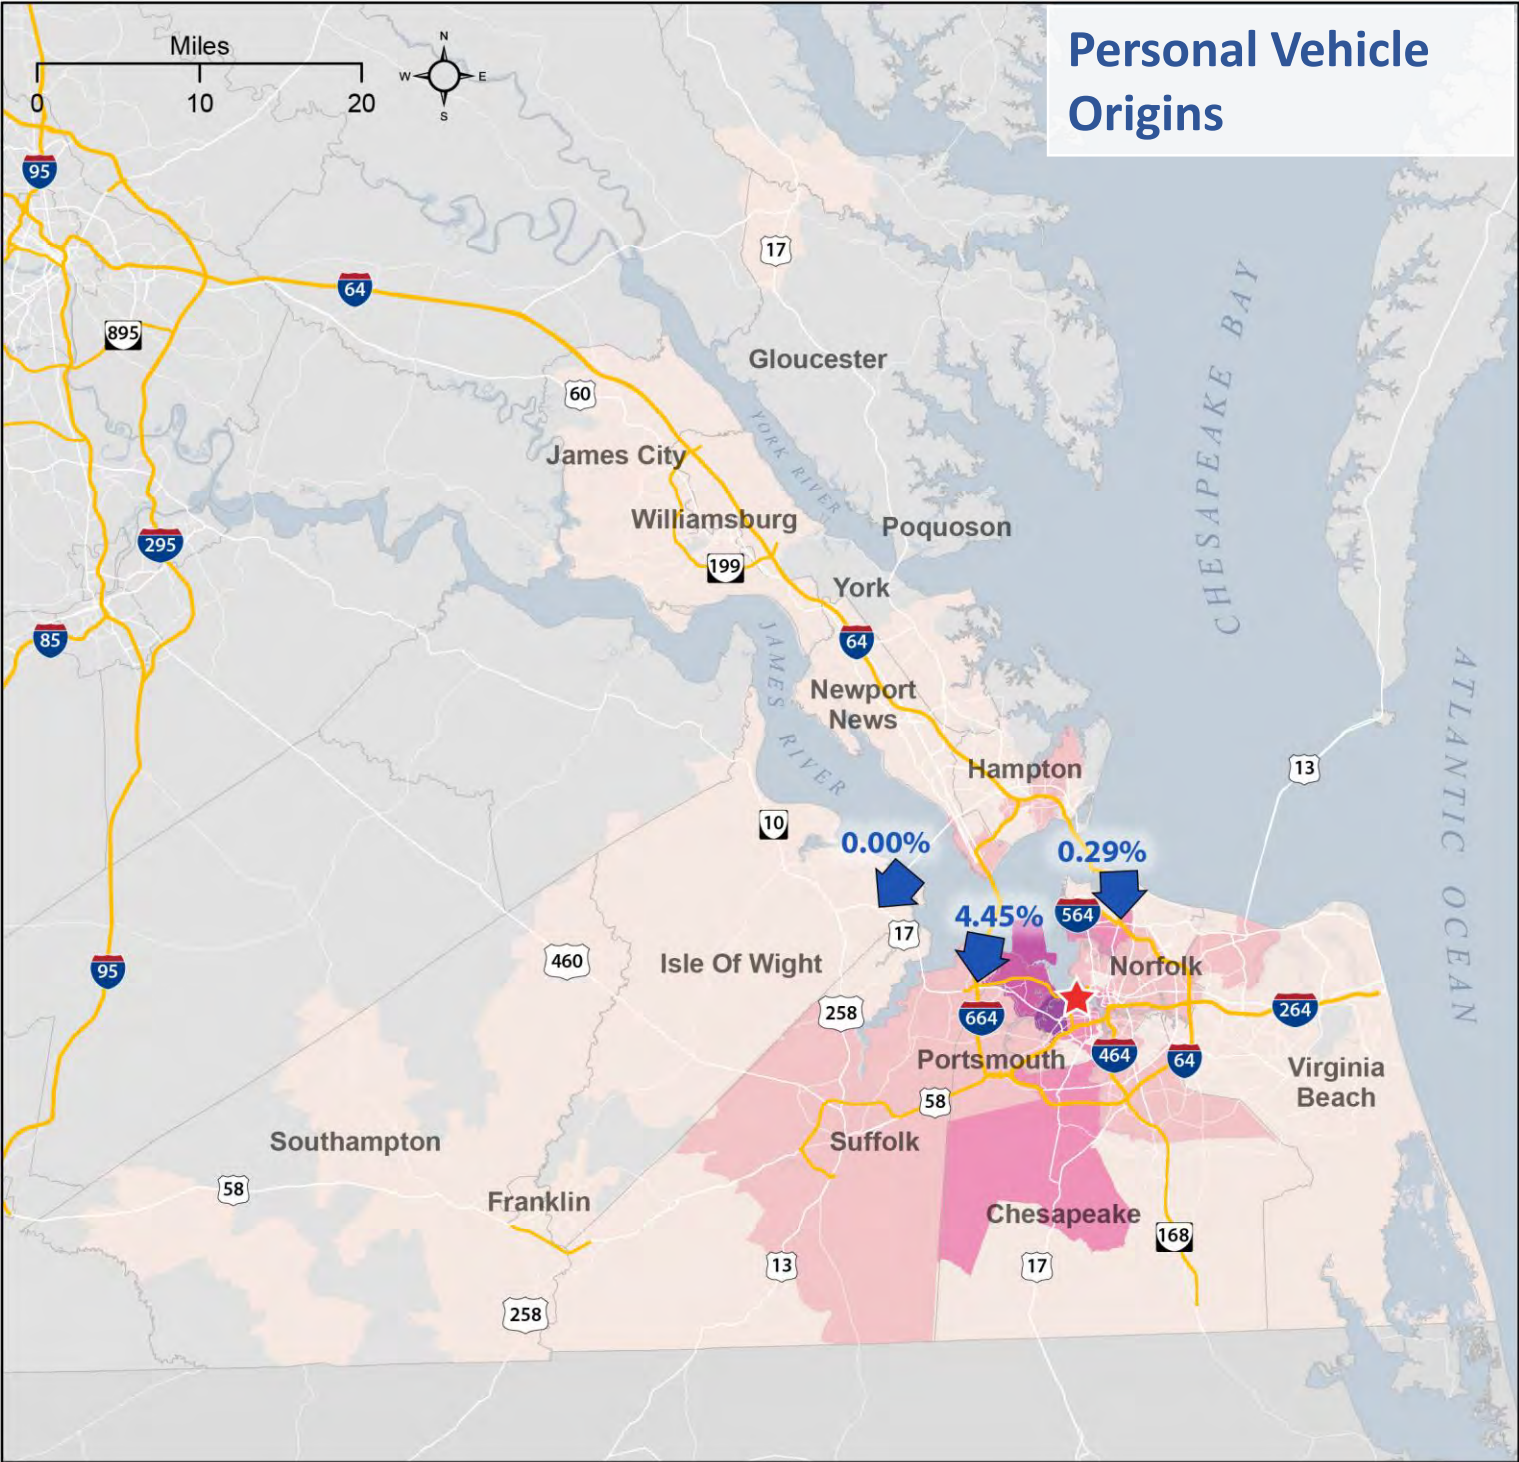 Personal Vehicle
Origins
Miles
0 10 20
N
W E
S
95
17
64
895
Gloucester
CHESAPEAKE BAY
60
YORK RIVER
James City
Williamsburg
Poquoson
295
199
York
85
64
JAMES RIVER
Newport
News
ATLANTIC OCEAN
Hampton
13
10
0.00%
0.29%
4.45%
564
17
95
460
Isle Of Wight
Norfolk
258
664
264
Portsmouth
464
64
Virginia
Beach
58
Southampton
Suffolk
58
Franklin
Chesapeake
168
13
17
258